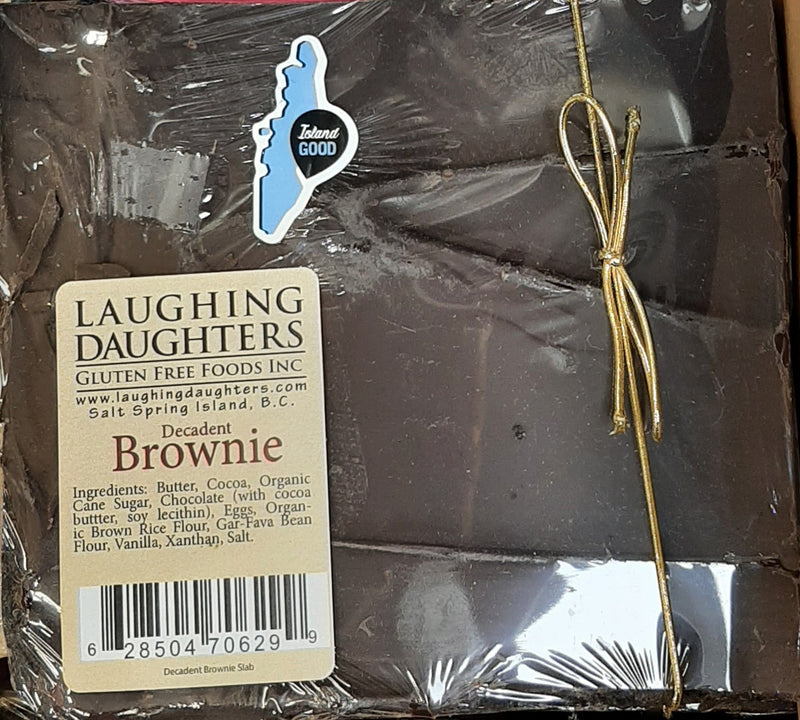 Island
GOOD
LAUGHING
DAUGHTERS
GLUTEN FREE FOODS INC
www.laughingdaughters.com
Salt Spring Island, B.C.
Decadent
Brownie
Ingredients: Butter, Cocoa, Organic
Cane Sugar, Chocolate (with cocoa
buttter, soy lecithin), Eggs, Organ-
ic Brown Rice Flour, Gar-Fava Bean
Flour, Vanilla, Xanthan, Salt.
6 28504 70629 9
Decadent Brownie Slab